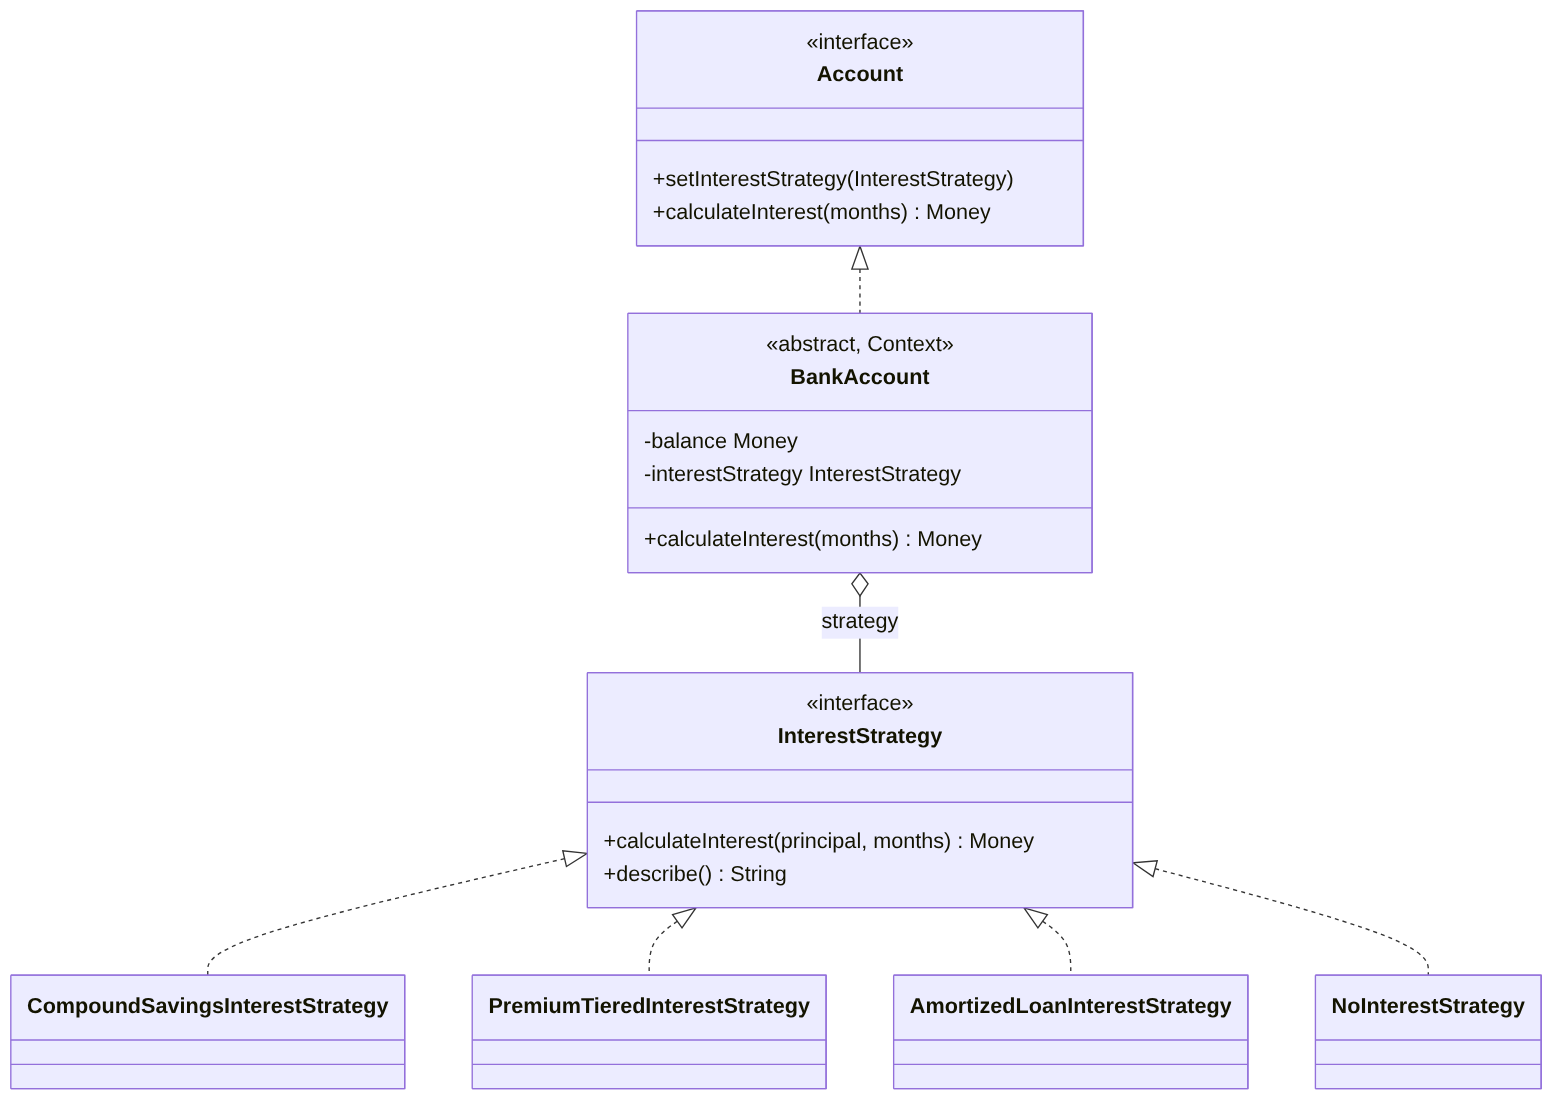 «interface»
Account
+setInterestStrategy(InterestStrategy)
+calculateInterest(months) : Money
«abstract, Context»
BankAccount
-balance Money
-interestStrategy InterestStrategy
+calculateInterest(months) : Money
strategy
«interface»
InterestStrategy
+calculateInterest(principal, months) : Money
+describe() : String
CompoundSavingsInterestStrategy
PremiumTieredInterestStrategy
AmortizedLoanInterestStrategy
NoInterestStrategy